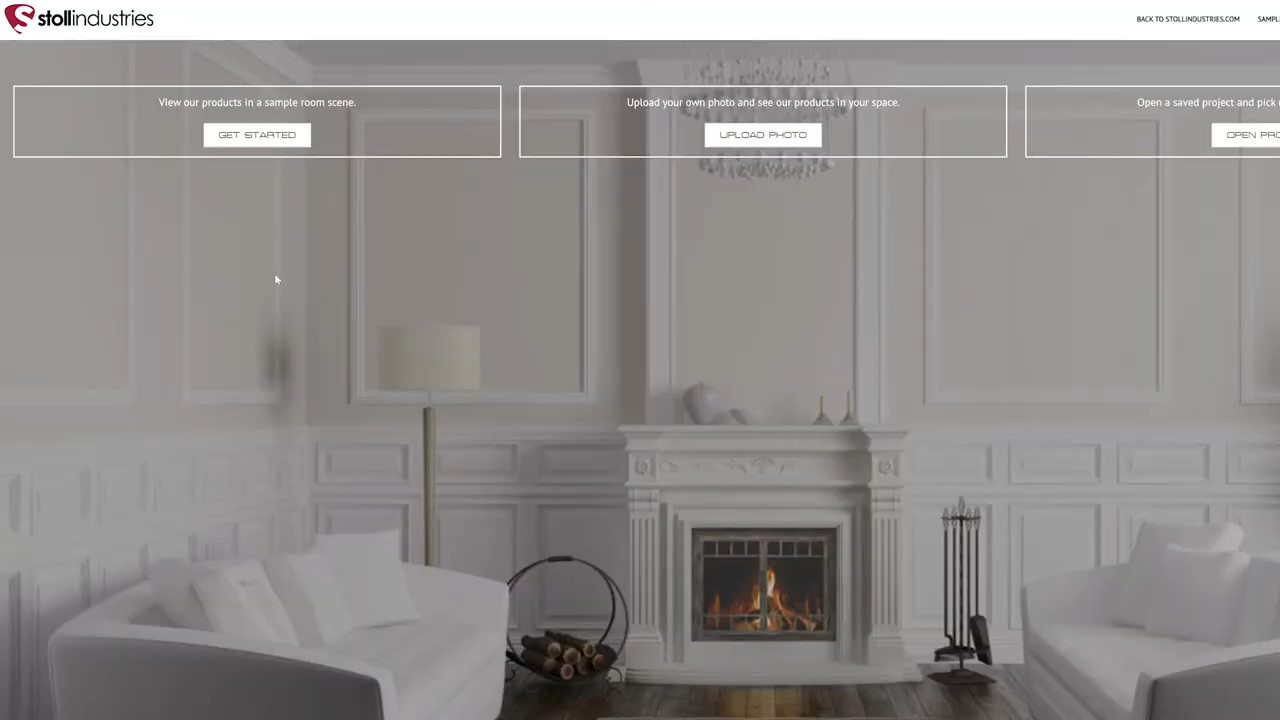 stollindustries
BACK TO STOLLINDUSTRIES.COM
View our products in a sample room scene.
GET STARTED
Upload your own photo and see our products in your space.
UPLOAD PHOTO
Open a saved project and pick
OPEN